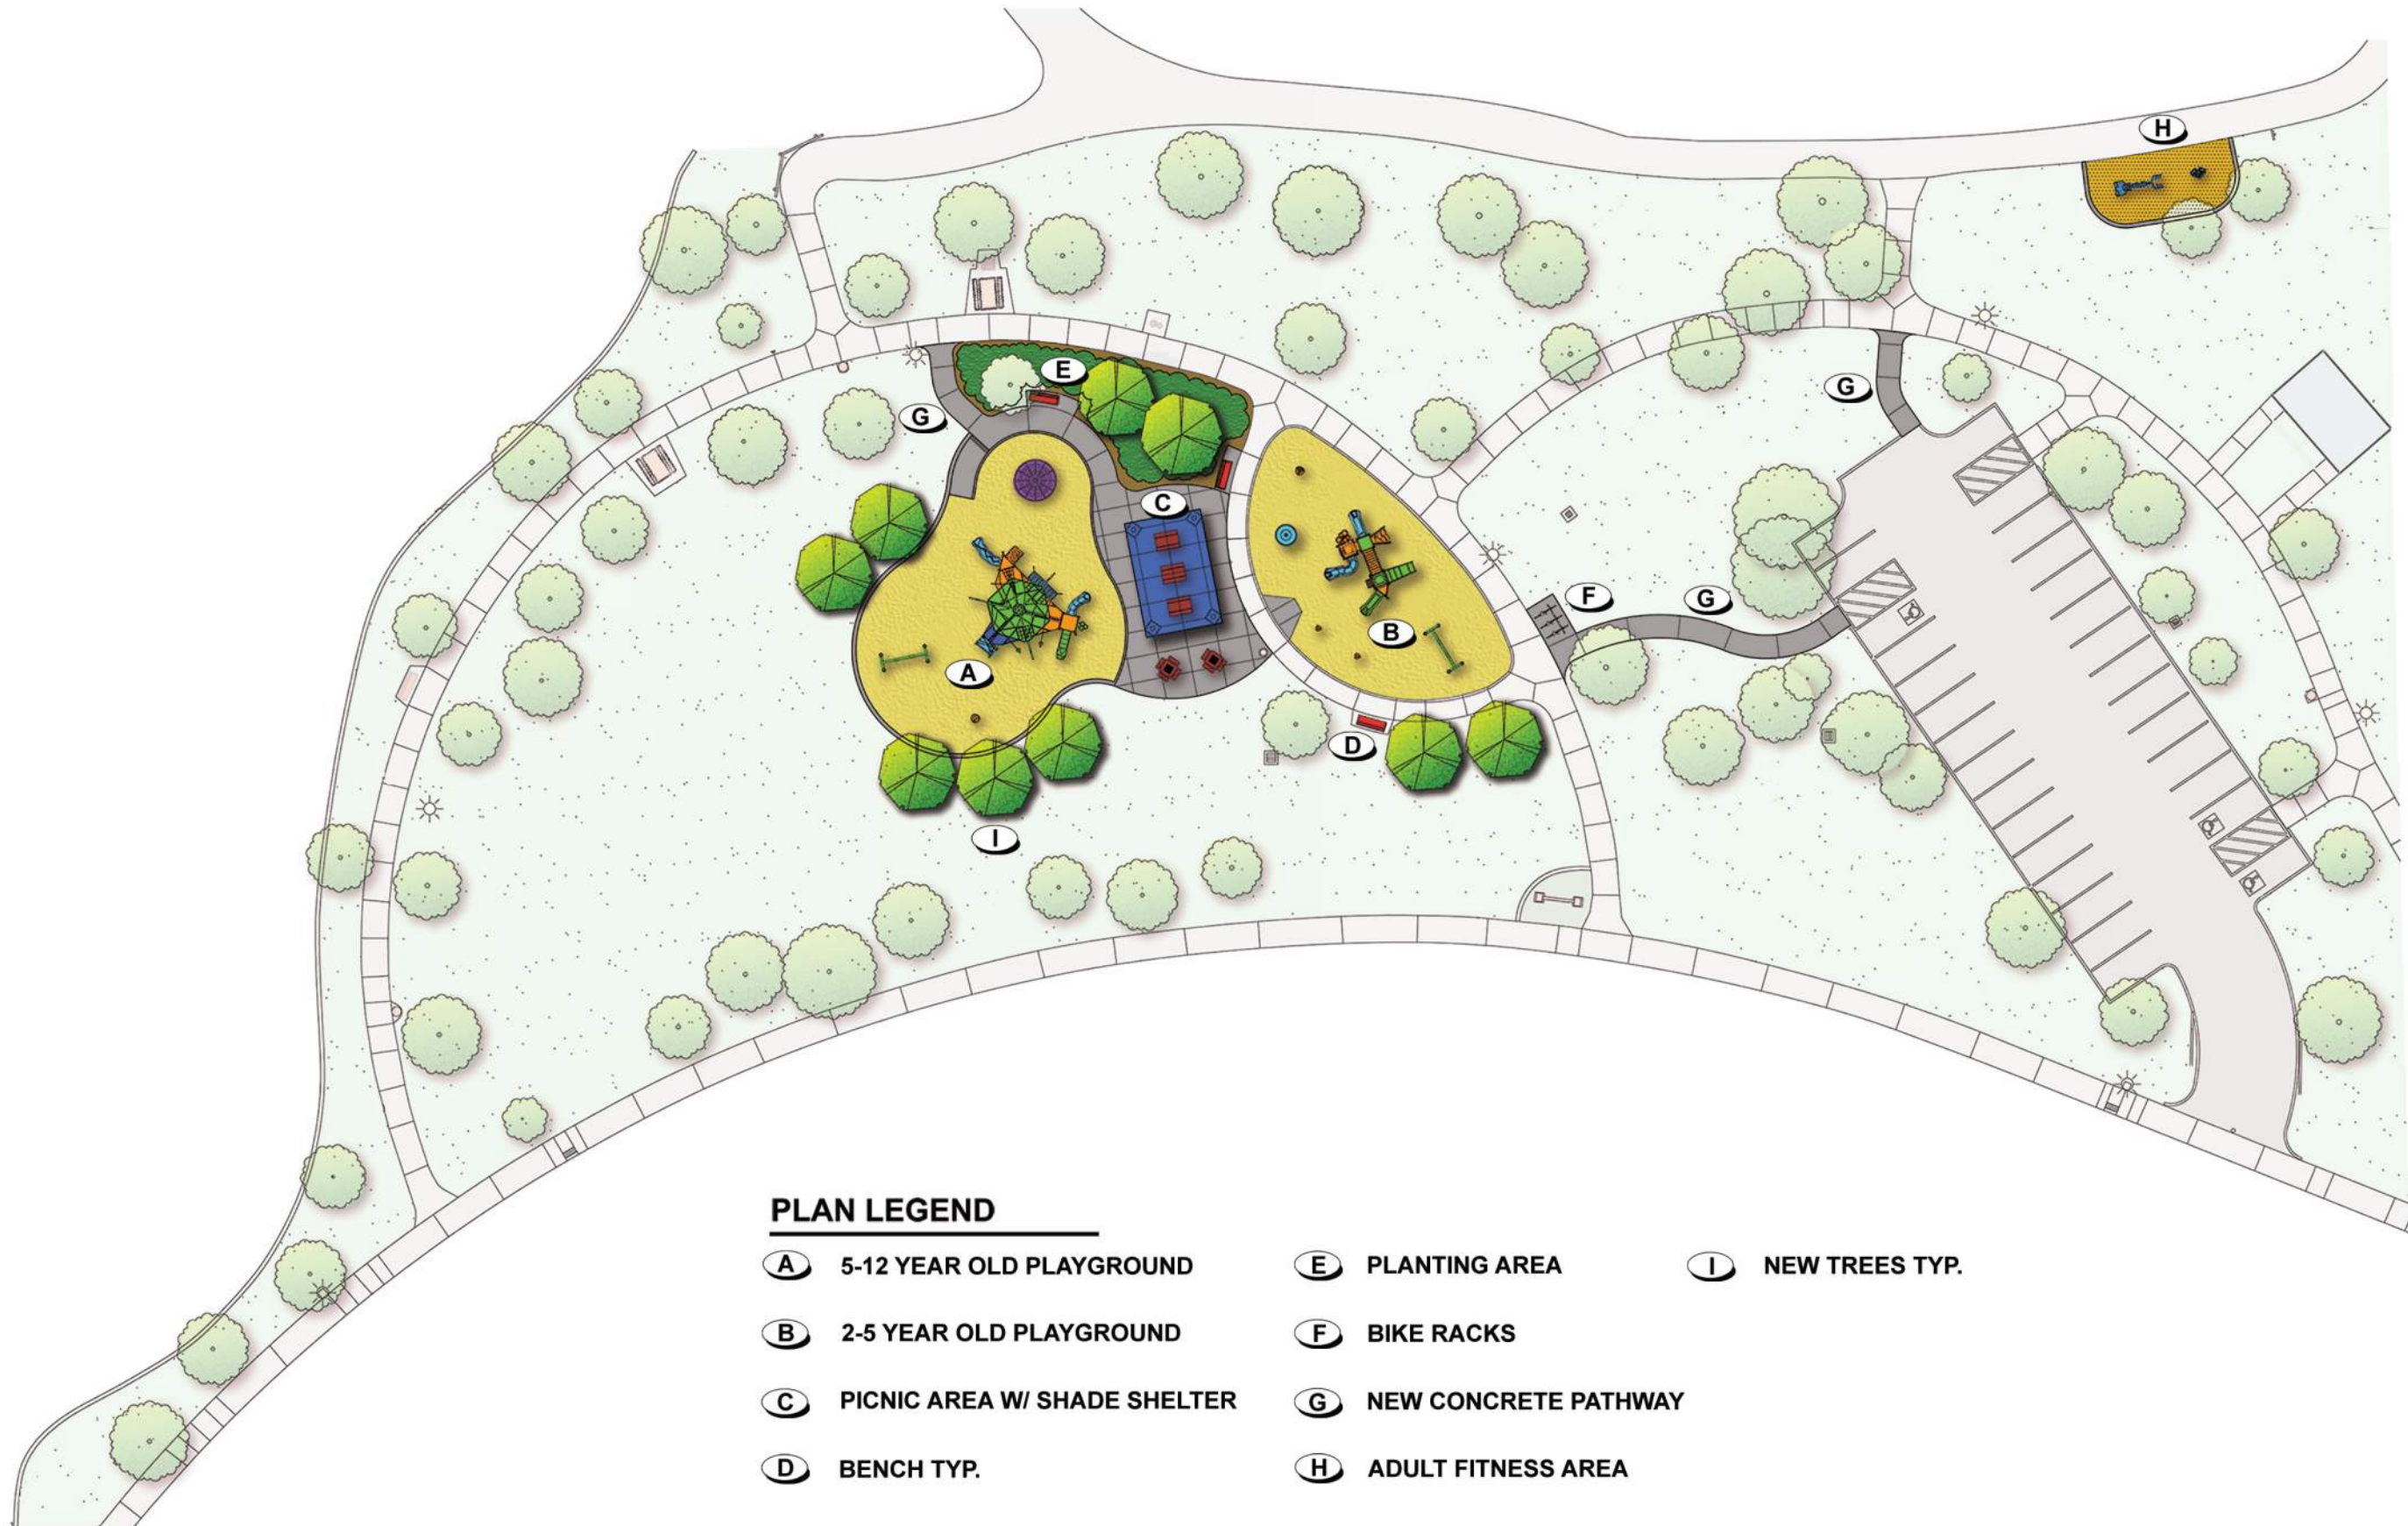 H
E
G
G
C
F
G
B
A
D
I
PLAN LEGEND
A 5-12 YEAR OLD PLAYGROUND
B 2-5 YEAR OLD PLAYGROUND
C PICNIC AREA W/ SHADE SHELTER
D BENCH TYP.
E PLANTING AREA
F BIKE RACKS
G NEW CONCRETE PATHWAY
H ADULT FITNESS AREA
I NEW TREES TYP.